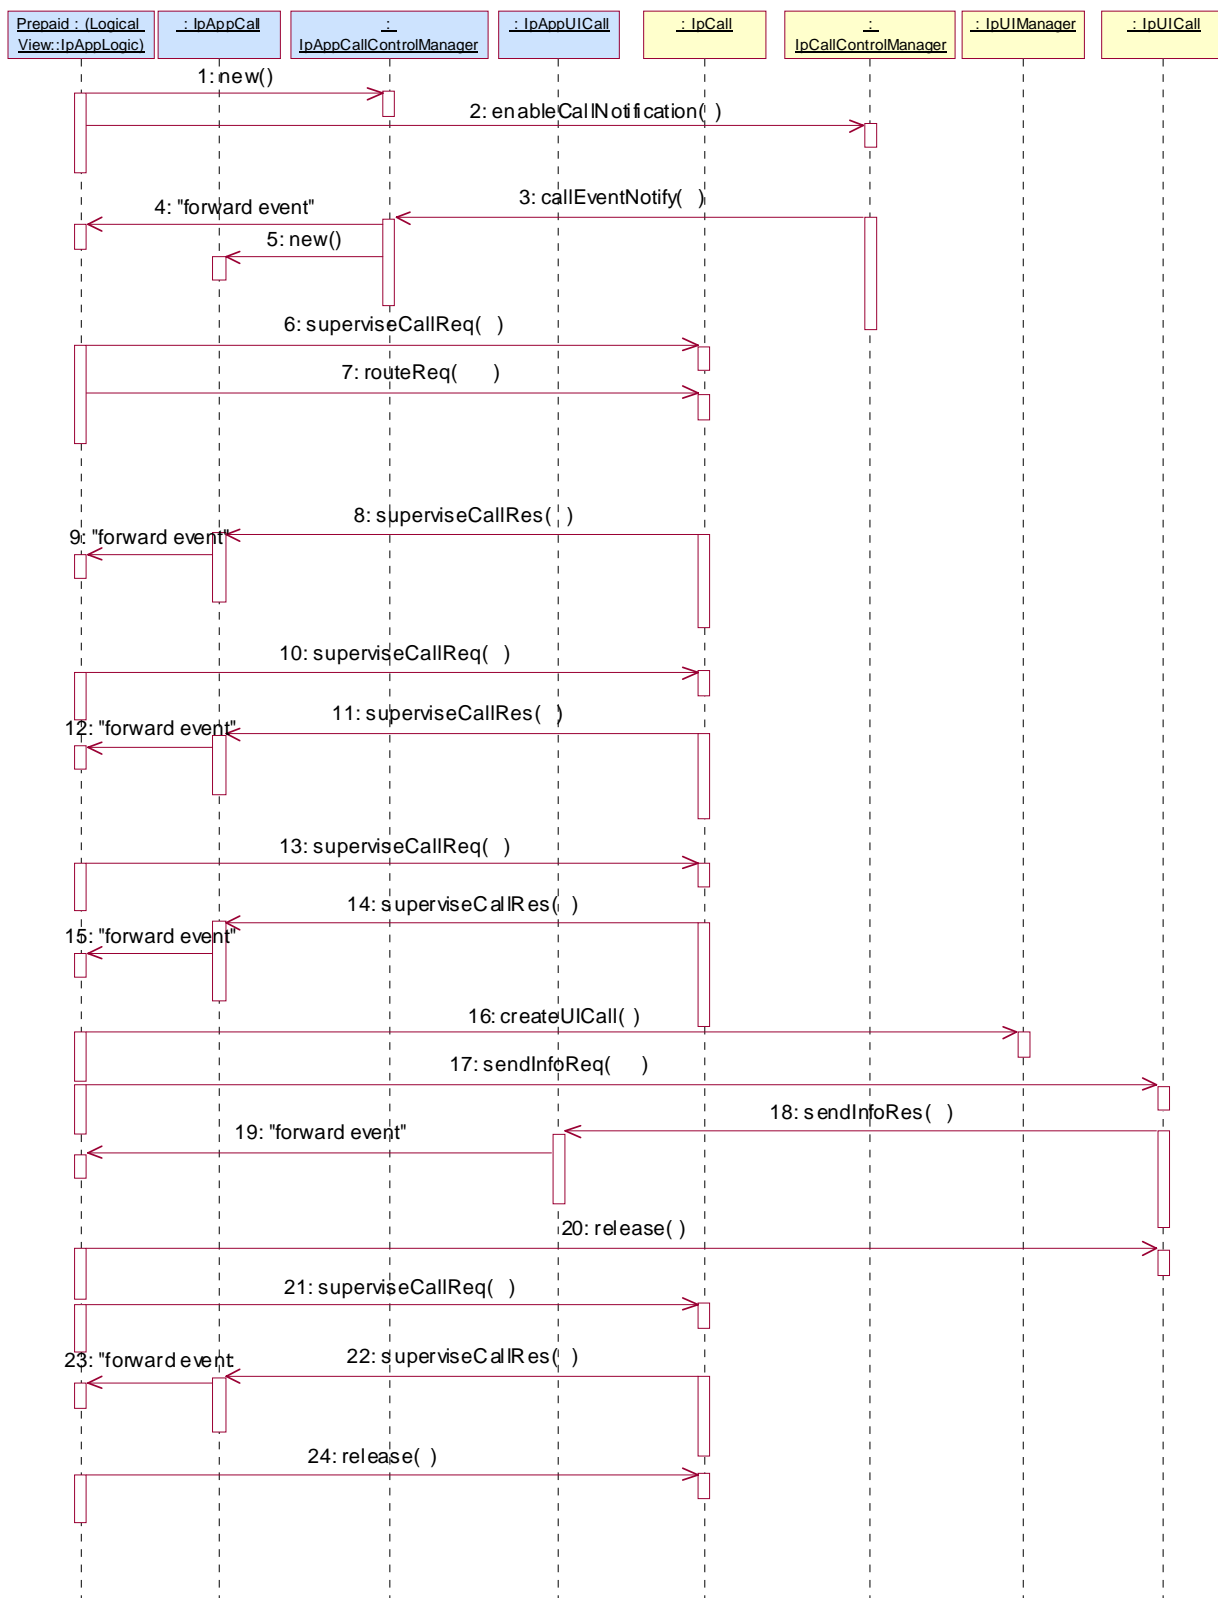 Prepaid : (Logical View::IpAppLogic)
: IpAppCall
: IpAppCallControlManager
: IpAppUICall
: IpCall
: IpCallControlManager
: IpUIManager
: IpUICall
1: new()
2: enableCallNotification( )
3: callEventNotify( )
4: "forward event"
5: new()
6: superviseCallReq( )
7: routeReq( )
8: superviseCallRes( )
9: "forward event"
10: superviseCallReq( )
11: superviseCallRes( )
12: "forward event"
13: superviseCallReq( )
14: superviseCallRes( )
15: "forward event"
16: createUICall( )
17: sendInfoReq( )
18: sendInfoRes( )
19: "forward event"
20: release( )
21: superviseCallReq( )
22: superviseCallRes( )
23: "forward event
24: release( )